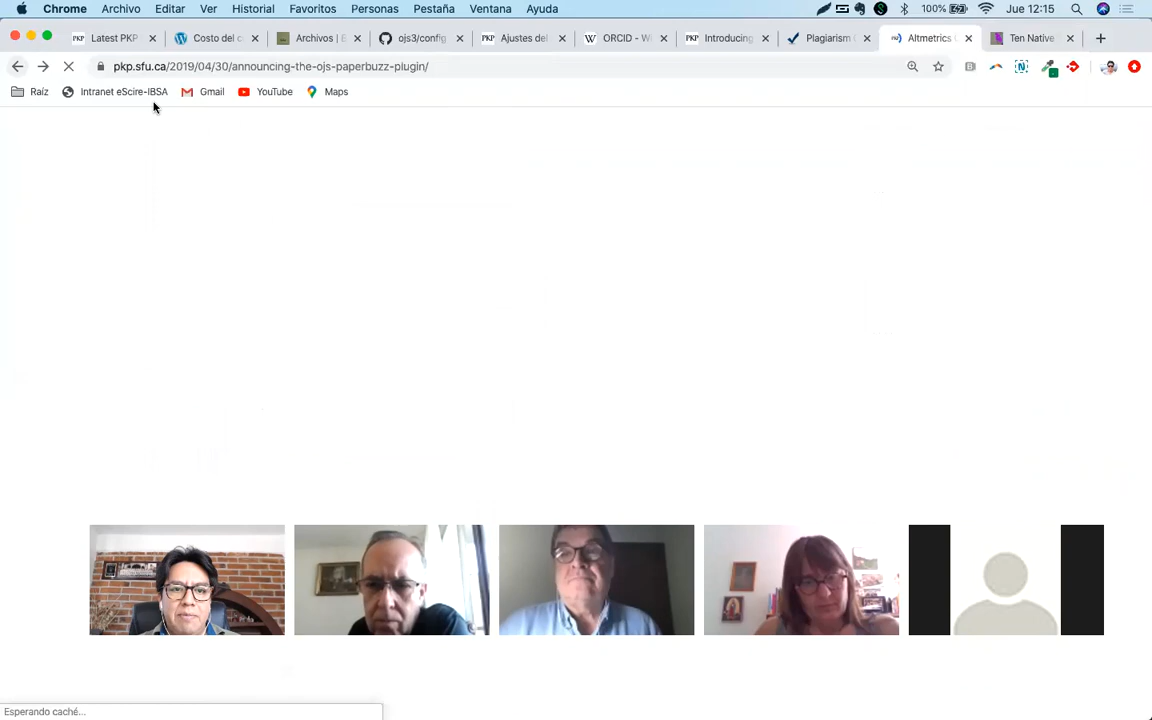 Chrome Archivo Editar Ver Historial Favoritos Personas Pestaña Ventana Ayuda 100% Jue 12:15
Latest PKP Costo del c Archivos | E ojs3/config Ajustes del ORCID - Wi Introducing Plagiarism C Altmetrics Ten Native
pkp.sfu.ca/2019/04/30/announcing-the-ojs-paperbuzz-plugin/
Raíz Intranet eScire-IBSA Gmail YouTube Maps
Esperando caché...